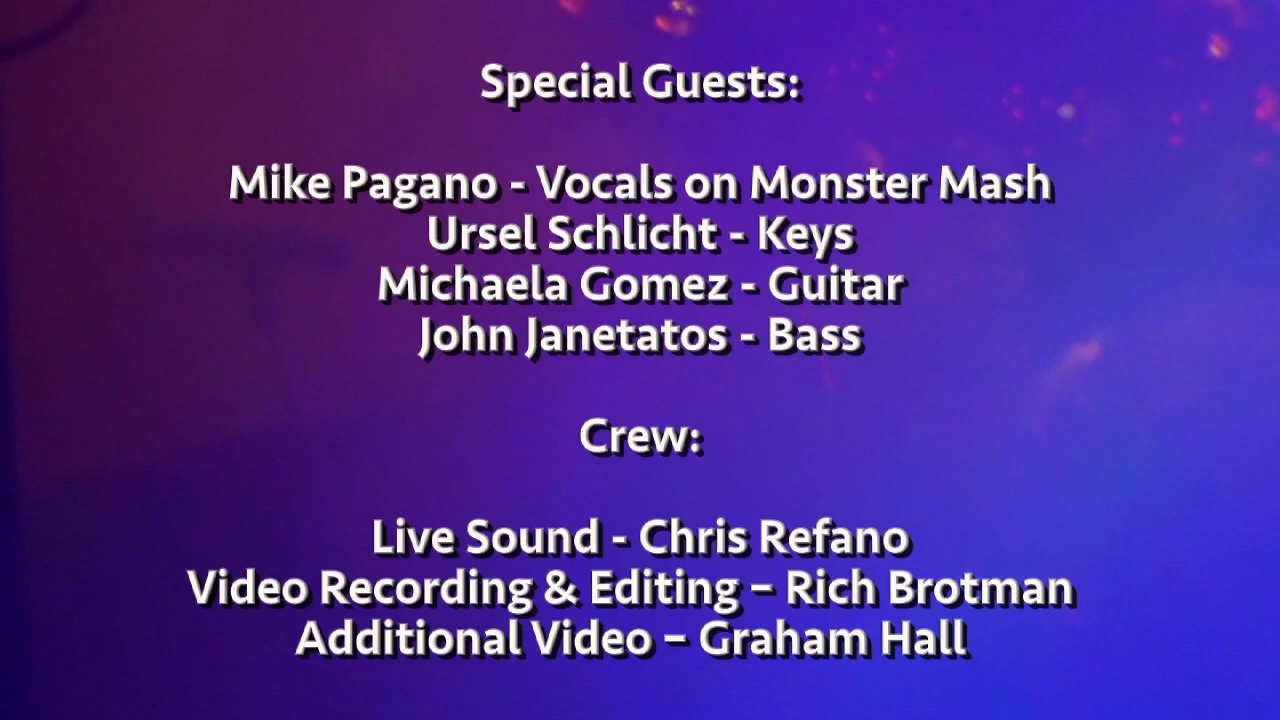 Special Guests:
Mike Pagano - Vocals on Monster Mash
Ursel Schlicht - Keys
Michaela Gomez - Guitar
John Janetatos - Bass
Crew:
Live Sound - Chris Refano
Video Recording & Editing – Rich Brotman
Additional Video – Graham Hall